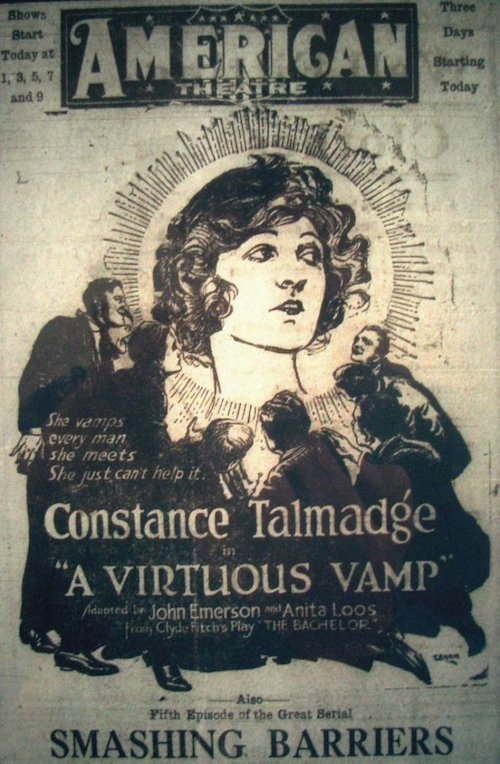 Shows
Start
Today at
1, 3, 5, 7
and 9
AMERICAN
THEATRE
Three
Days
Starting
Today
She vamps
every man
she meets
She just can't help it.
Constance Talmadge
in
"A VIRTUOUS VAMP"
Adapted by John Emerson and Anita Loos
From Clyde Fitch's Play "THE BACHELOR"
Also
Fifth Episode of the Great Serial
SMASHING BARRIERS